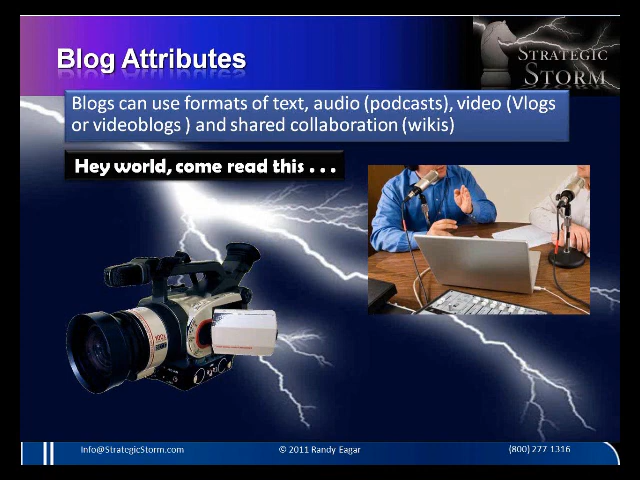 Blog Attributes
STRATEGIC
STORM
Blogs can use formats of text, audio (podcasts), video (Vlogs
or videoblogs ) and shared collaboration (wikis)
Hey world, come read this . . .
Info@StrategicStorm.com
© 2011 Randy Eagar
(800) 277 1316